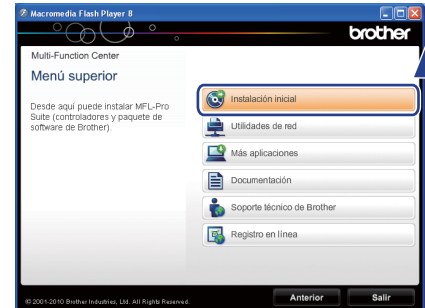 Macromedia Flash Player 8
brother
Multi-Function Center
Menú superior
Desde aquí puede instalar MFL-Pro
Suite (controladores y paquete de
software de Brother).
Instalación inicial
Utilidades de red
Más aplicaciones
Documentación
Soporte técnico de Brother
Registro en línea
© 2001-2010 Brother Industries, Ltd. All Rights Reserved.
Anterior
Salir